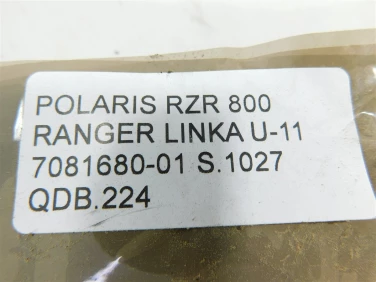 POLARIS RZR 800
RANGER LINKA U-11
7081680-01 S.1027
QDB.224